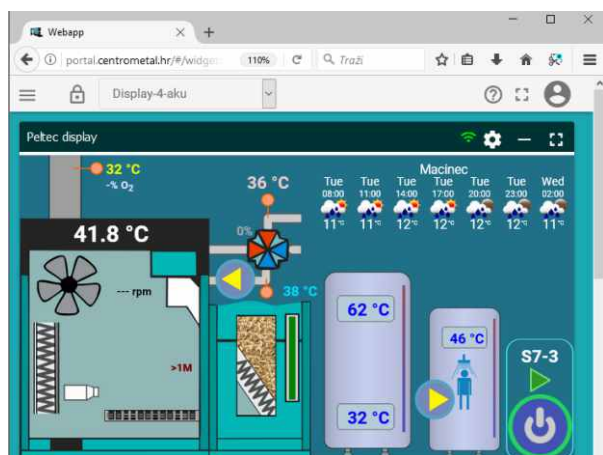 Webapp
portal.centrometal.hr/#/widge
110%
Traži
Display-4-aku
Peltec display
32 °C
-% O2
36 °C
Macinec
Tue Tue Tue Tue Tue Tue Wed
08:00 11:00 14:00 17:00 20:00 23:00 02:00
11° 11° 12° 12° 12° 12° 11°
41.8 °C
0%
--- rpm
38 °C
62 °C
46 °C
>1M
S7-3
32 °C